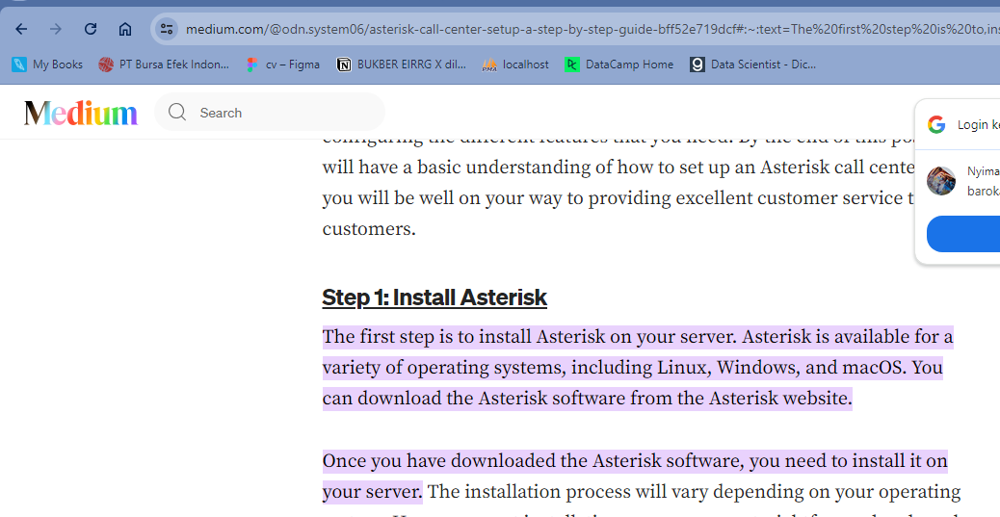 medium.com/@odn.system06/asterisk-call-center-setup-a-step-by-step-guide-bff52e719dcf#:~:text=The%20first%20step%20is%20to,ins
My Books PT Bursa Efek Indon... cv – Figma BUKBER EIRRG X dil... localhost DataCamp Home Data Scientist - Dic...
Medium Search
Login ke
configuring the different features that you need. By the end of this po
will have a basic understanding of how to set up an Asterisk call cente
Nyima
you will be well on your way to providing excellent customer service t
barok
customers.
Step 1: Install Asterisk
The first step is to install Asterisk on your server. Asterisk is available for a
variety of operating systems, including Linux, Windows, and macOS. You
can download the Asterisk software from the Asterisk website.
Once you have downloaded the Asterisk software, you need to install it on
your server. The installation process will vary depending on your operating